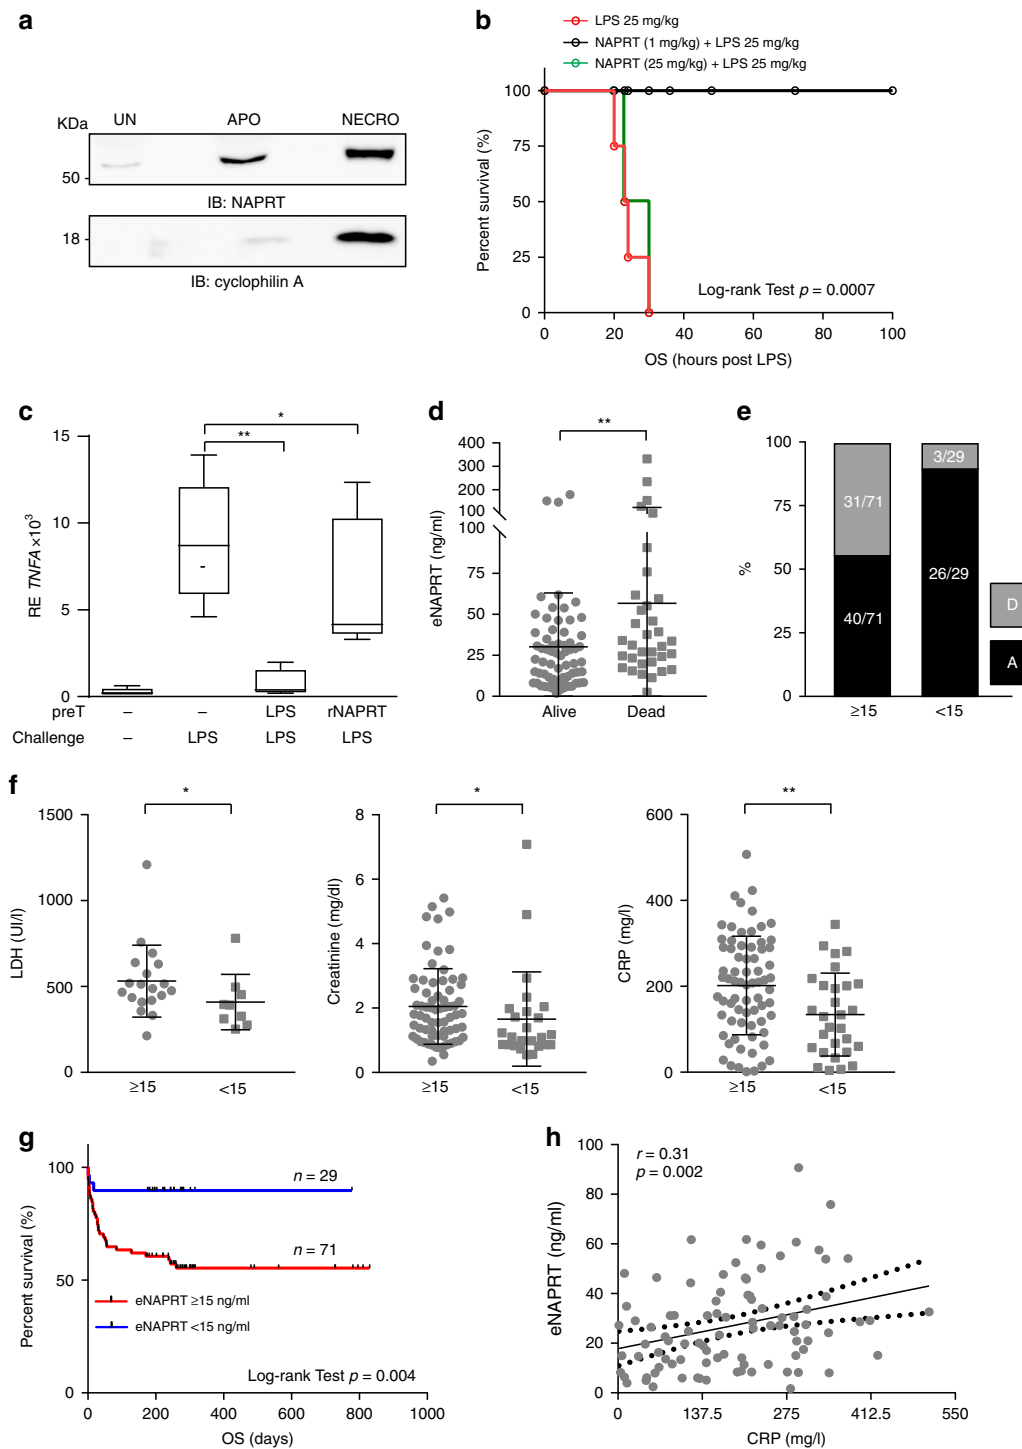 a
KDa
UN
APO
NECRO
50
IB: NAPRT
18
IB: cyclophilin A
b
LPS 25 mg/kg
NAPRT (1 mg/kg) + LPS 25 mg/kg
NAPRT (25 mg/kg) + LPS 25 mg/kg
Percent survival (%)
100
75
50
25
0
0 20 40 60 80 100
Log-rank Test p = 0.0007
OS (hours post LPS)
c
RE TNFA ×10³
15
10
5
0
*
**
preT – – LPS rNAPRT
Challenge – LPS LPS LPS
d
eNAPRT (ng/ml)
400
300
200
100
100
75
50
25
0
**
Alive Dead
e
%
100
75
50
25
0
31/71
40/71
3/29
26/29
≥15 <15
D
A
f
LDH (UI/l)
1500
1000
500
0
*
≥15 <15
Creatinine (mg/dl)
8
6
4
2
0
*
≥15 <15
CRP (mg/l)
600
400
200
0
**
≥15 <15
g
Percent survival (%)
100
50
0
n = 29
n = 71
eNAPRT ≥15 ng/ml
eNAPRT <15 ng/ml
Log-rank Test p = 0.004
0 200 400 600 800 1000
OS (days)
h
eNAPRT (ng/ml)
100
80
60
40
20
0
r = 0.31
p = 0.002
0 137.5 275 412.5 550
CRP (mg/l)